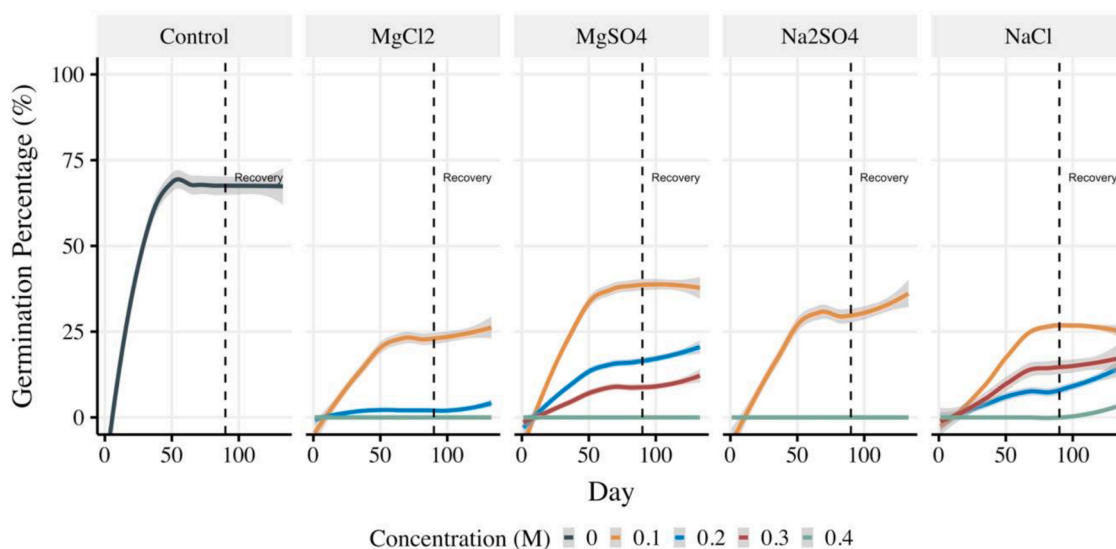 Control MgCl2 MgSO4 Na2SO4 NaCl
100
75
50
25
0
Germination Percentage (%)
Recovery Recovery Recovery Recovery Recovery
0 50 100 0 50 100 0 50 100 0 50 100 0 50 100
Day
Concentration (M) 0 0.1 0.2 0.3 0.4